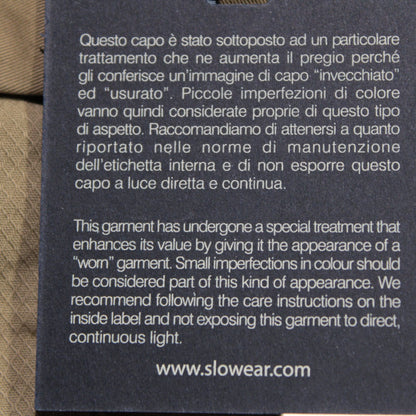 Questo capo è stato sottoposto ad un particolare
trattamento che ne aumenta il pregio perché
gli conferisce un'immagine di capo “invecchiato”
ed “usurato”. Piccole imperfezioni di colore
vanno quindi considerate proprie di questo tipo
di aspetto. Raccomandiamo di attenersi a quanto
riportato nelle norme di manutenzione
dell'etichetta interna e di non esporre questo
capo a luce diretta e continua.
This garment has undergone a special treatment that
enhances its value by giving it the appearance of a
“worn” garment. Small imperfections in colour should
be considered part of this kind of appearance. We
recommend following the care instructions on the
inside label and not exposing this garment to direct,
continuous light.
www.slowear.com